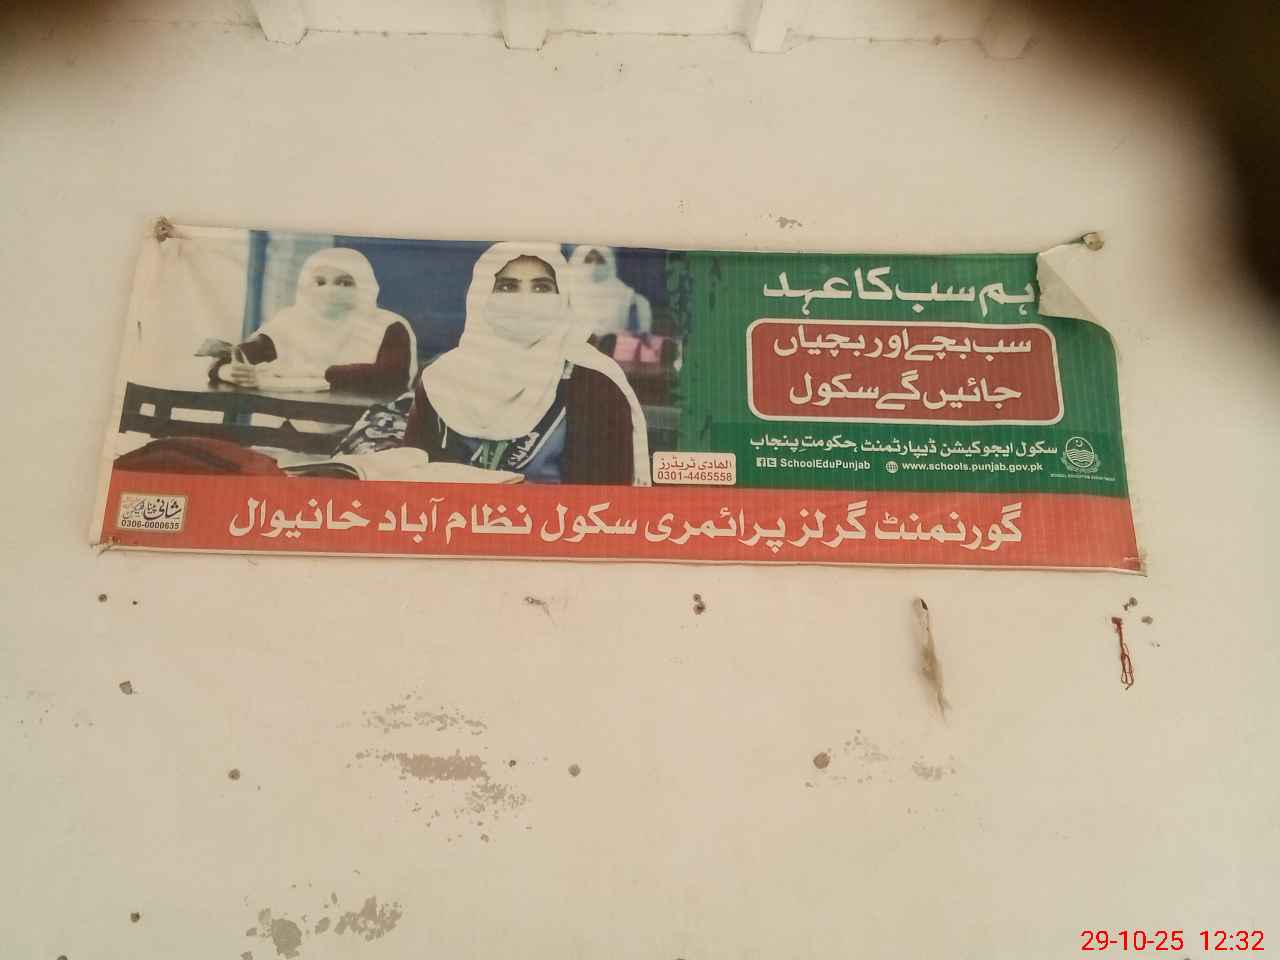 ہم سب کا عہد
سب بچے اور بچیاں
جائیں گے سکول
سکول ایجوکیشن ڈیپارٹمنٹ حکومتِ پنجاب
SchoolEduPunjab www.schools.punjab.gov.pk
الھادی ٹریڈرز
0301-4465558
گورنمنٹ گرلز پرائمری سکول نظام آباد خانیوال
شانی
0306-0000635
29-10-25 12:32